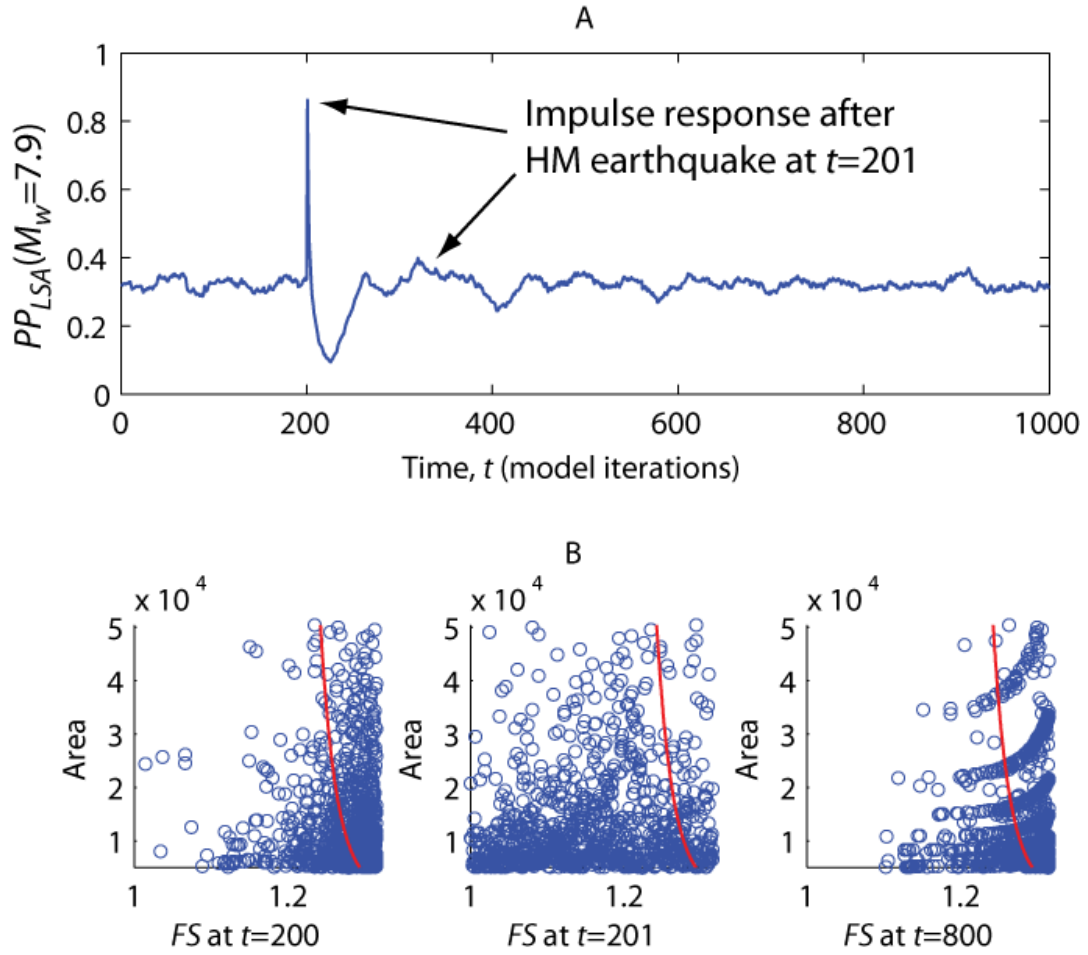 A
1
0.8
0.6
0.4
0.2
0
PP_LSA(M_w=7.9)
Impulse response after
HM earthquake at t=201
0 200 400 600 800 1000
Time, t (model iterations)
B
x 10^4 x 10^4 x 10^4
5 5 5
4 4 4
3 3 3
2 2 2
1 1 1
Area Area Area
1 1.2 1 1.2 1 1.2
FS at t=200 FS at t=201 FS at t=800